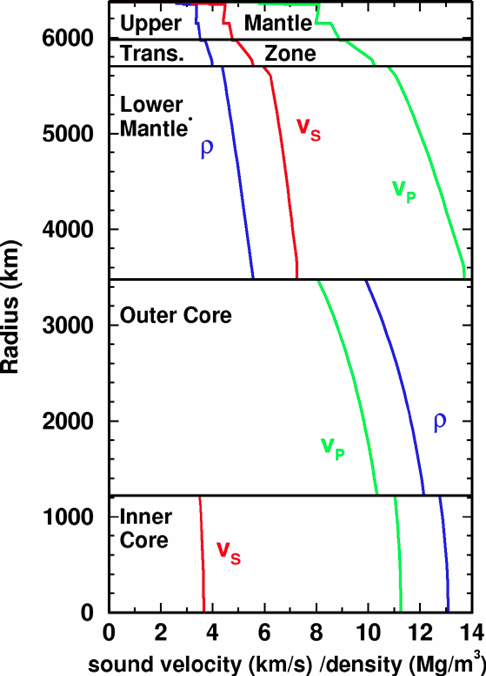 Upper Mantle
6000
Trans. Zone
Lower
Mantle
ρ
vS
vP
5000
4000
Radius (km)
Outer Core
3000
2000
vP
ρ
1000
Inner
Core
vS
0
0 2 4 6 8 10 12 14
sound velocity (km/s) /density (Mg/m³)